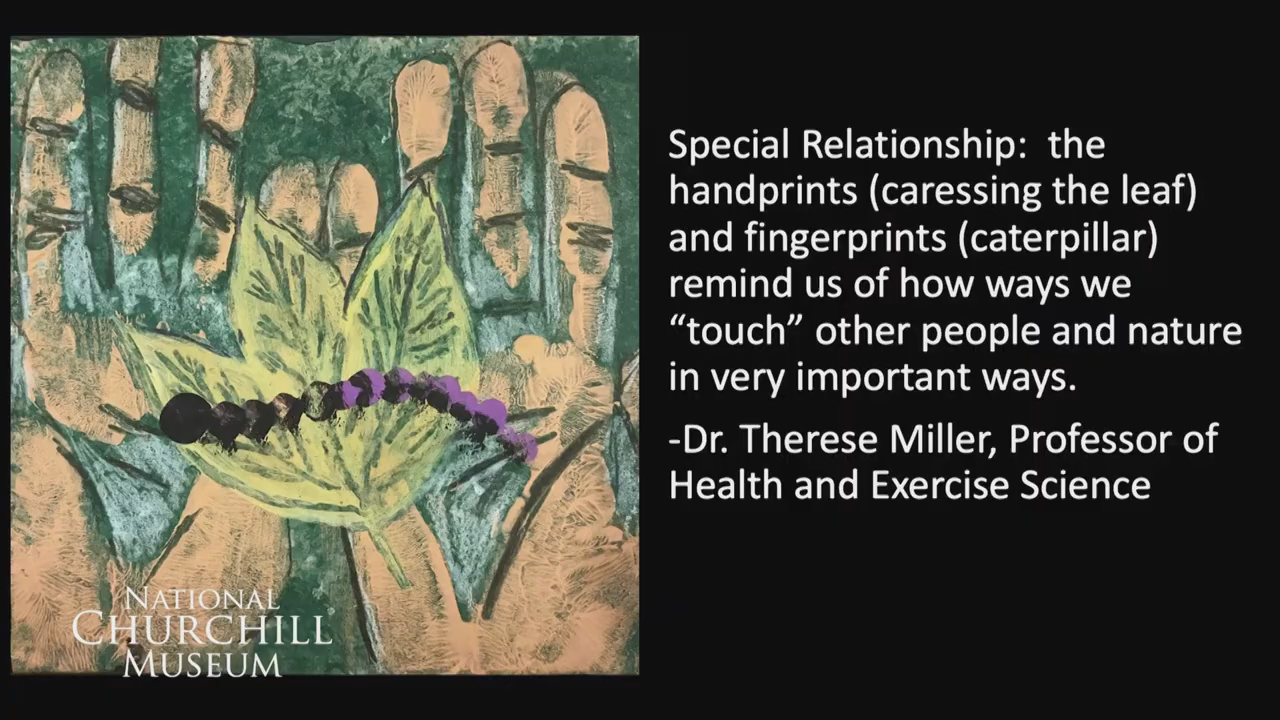 Special Relationship:  the
handprints (caressing the leaf)
and fingerprints (caterpillar)
remind us of how ways we
“touch” other people and nature
in very important ways.
-Dr. Therese Miller, Professor of
Health and Exercise Science
NATIONAL
CHURCHILL
MUSEUM